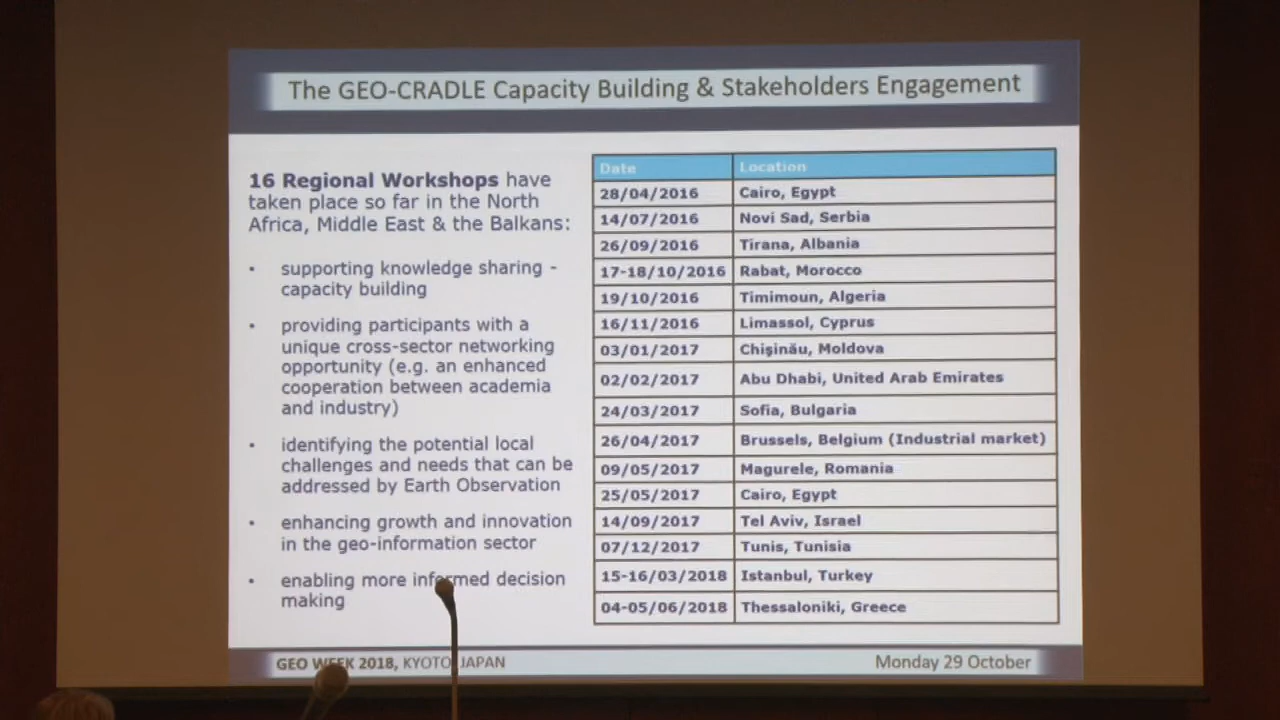 The GEO-CRADLE Capacity Building & Stakeholders Engagement
16 Regional Workshops have
taken place so far in the North
Africa, Middle East & the Balkans:
• supporting knowledge sharing -
capacity building
• providing participants with a
unique cross-sector networking
opportunity (e.g. an enhanced
cooperation between academia
and industry)
• identifying the potential local
challenges and needs that can be
addressed by Earth Observation
• enhancing growth and innovation
in the geo-information sector
• enabling more informed decision
making
Date Location
28/04/2016 Cairo, Egypt
14/07/2016 Novi Sad, Serbia
26/09/2016 Tirana, Albania
17-18/10/2016 Rabat, Morocco
19/10/2016 Timimoun, Algeria
16/11/2016 Limassol, Cyprus
03/01/2017 Chişinău, Moldova
02/02/2017 Abu Dhabi, United Arab Emirates
24/03/2017 Sofia, Bulgaria
26/04/2017 Brussels, Belgium (Industrial market)
09/05/2017 Magurele, Romania
25/05/2017 Cairo, Egypt
14/09/2017 Tel Aviv, Israel
07/12/2017 Tunis, Tunisia
15-16/03/2018 Istanbul, Turkey
04-05/06/2018 Thessaloniki, Greece
GEO WEEK 2018, KYOTO, JAPAN
Monday 29 October